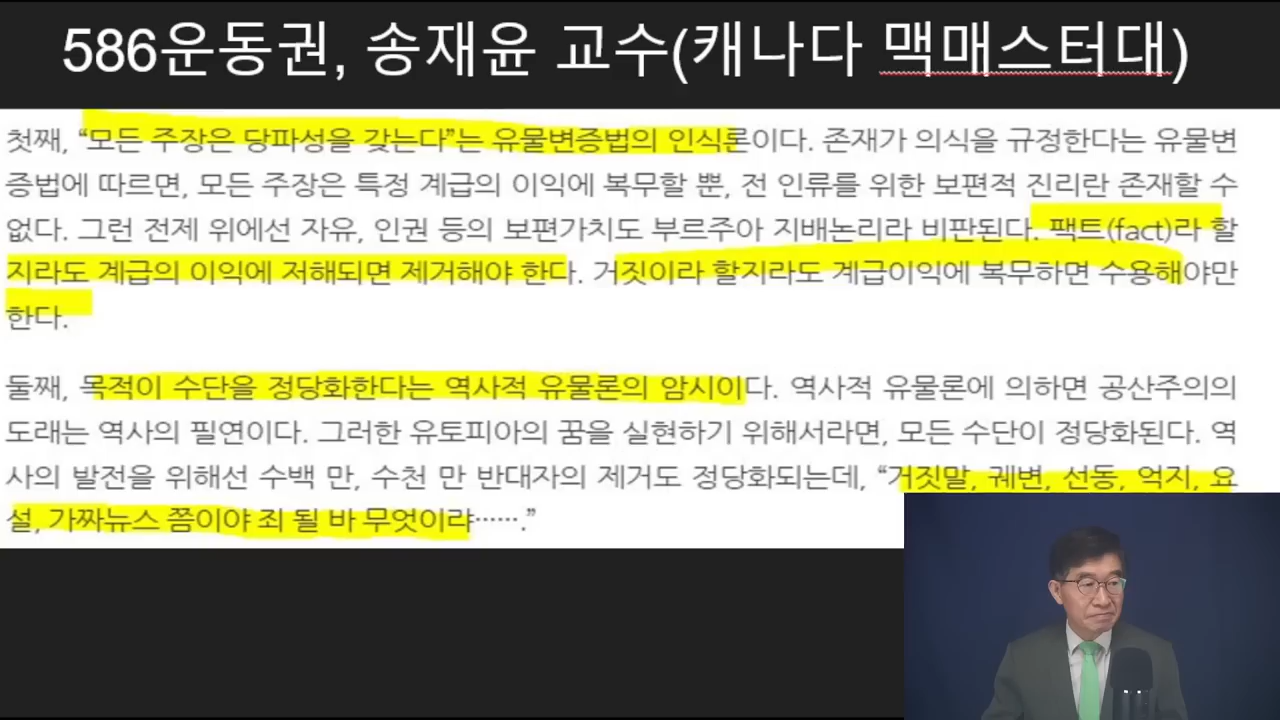 586운동권, 송재윤 교수(캐나다 맥매스터대)
첫째, “모든 주장은 당파성을 갖는다”는 유물변증법의 인식론이다. 존재가 의식을 규정한다는 유물변
증법에 따르면, 모든 주장은 특정 계급의 이익에 복무할 뿐, 전 인류를 위한 보편적 진리란 존재할 수
없다. 그런 전제 위에선 자유, 인권 등의 보편가치도 부르주아 지배논리라 비판된다. 팩트(fact)라 할
지라도 계급의 이익에 저해되면 제거해야 한다. 거짓이라 할지라도 계급이익에 복무하면 수용해야만
한다.
둘째, 목적이 수단을 정당화한다는 역사적 유물론의 암시이다. 역사적 유물론에 의하면 공산주의의
도래는 역사의 필연이다. 그러한 유토피아의 꿈을 실현하기 위해서라면, 모든 수단이 정당화된다. 역
사의 발전을 위해선 수백 만, 수천 만 반대자의 제거도 정당화되는데, “거짓말, 궤변, 선동, 억지, 요
설, 가짜뉴스 쯤이야 죄 될 바 무엇이랴…….”